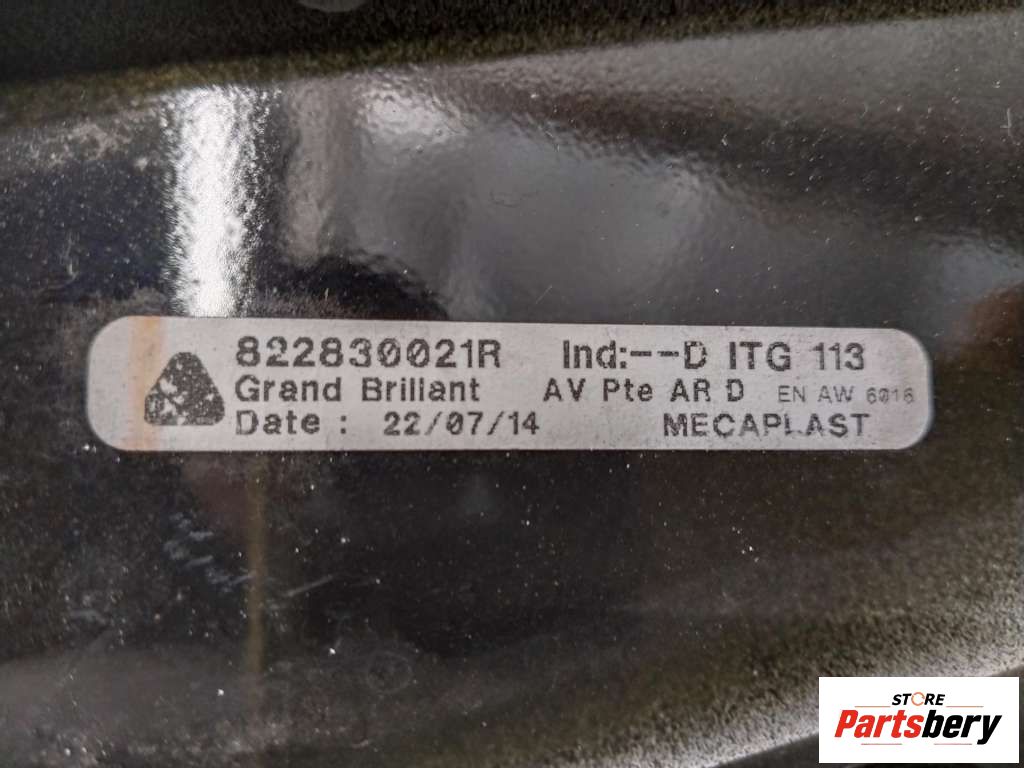 822830021R Ind:--D ITG 113
Grand Brillant AV Pte AR D EN AW 6016
Date : 22/07/14 MECAPLAST
STORE
Partsbery